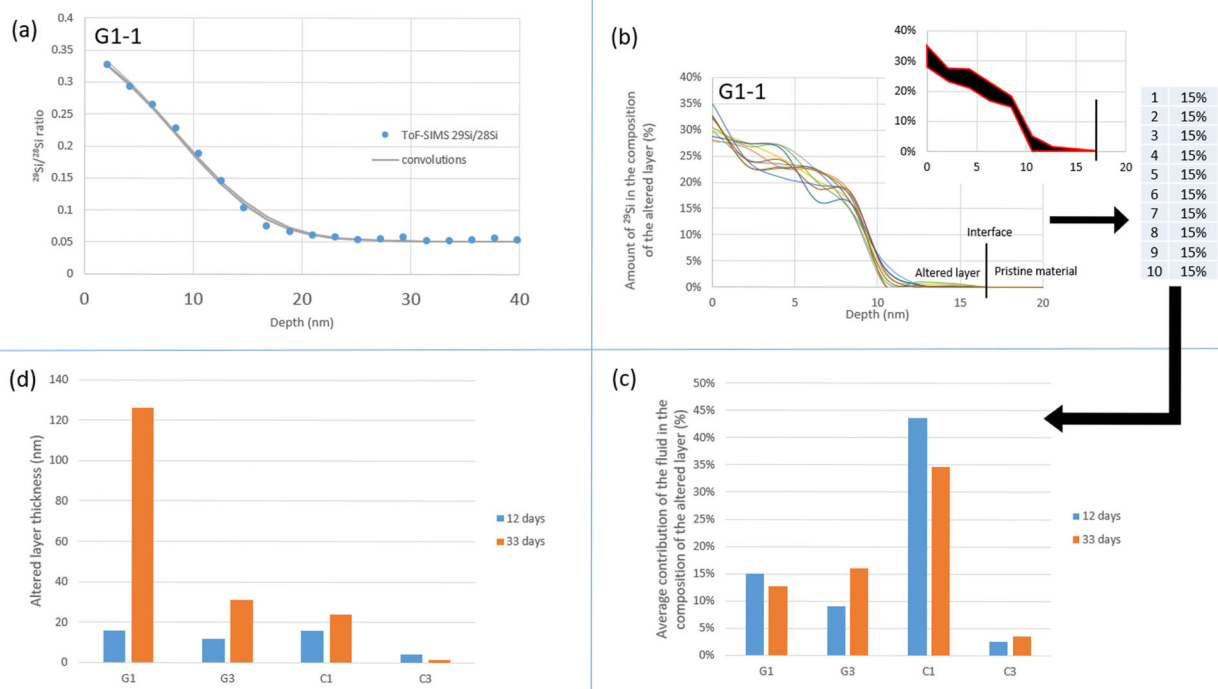 (a)
G1-1
0.4
0.35
0.3
0.25
0.2
0.15
0.1
0.05
0
²⁹Si/²⁸Si ratio
ToF-SIMS 29Si/28Si
convolutions
0 10 20 30 40
Depth (nm)
(b)
G1-1
40%
35%
30%
25%
20%
15%
10%
5%
0%
Amount of ²⁹Si in the composition
of the altered layer (%)
0 5 10 15 20
Depth (nm)
Interface
Altered layer Pristine material
40%
30%
20%
10%
0%
0 5 10 15 20
1 15%
2 15%
3 15%
4 15%
5 15%
6 15%
7 15%
8 15%
9 15%
10 15%
(d)
140
120
100
80
60
40
20
0
Altered layer thickness (nm)
G1 G3 C1 C3
12 days
33 days
(c)
50%
45%
40%
35%
30%
25%
20%
15%
10%
5%
0%
Average contribution of the fluid in the
composition of the altered layer (%)
G1 G3 C1 C3
12 days
33 days